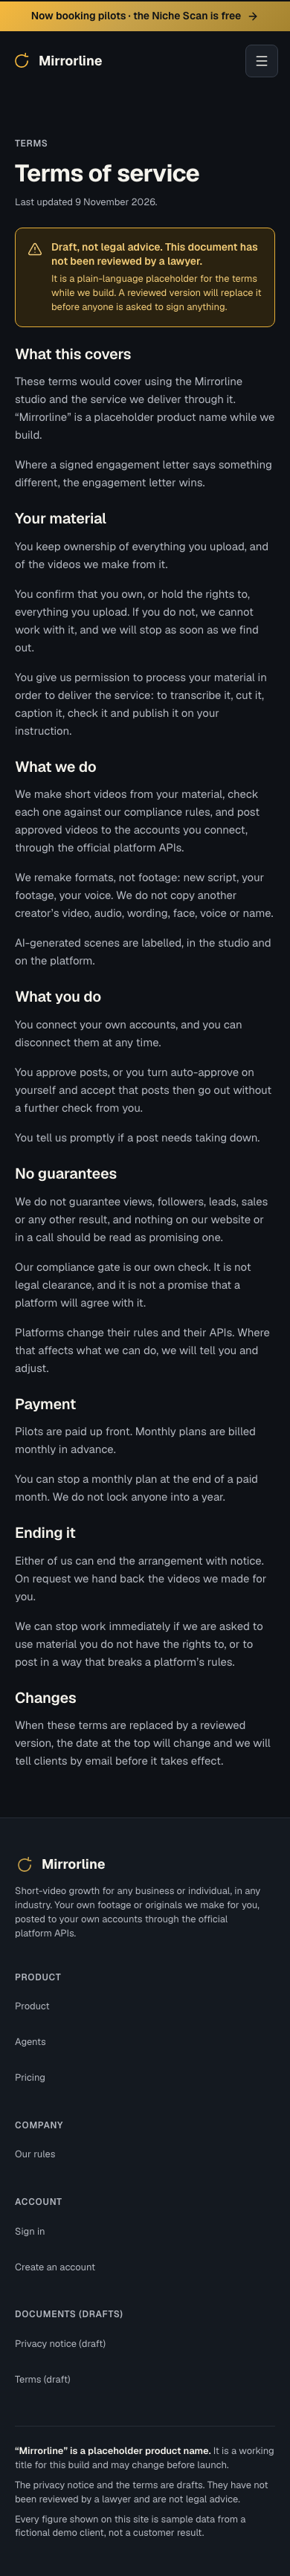 Now booking pilots · the Niche Scan is free →
Mirrorline
TERMS
Terms of service
Last updated 9 November 2026.
Draft, not legal advice. This document has
not been reviewed by a lawyer.
It is a plain-language placeholder for the terms
while we build. A reviewed version will replace it
before anyone is asked to sign anything.
What this covers
These terms would cover using the Mirrorline
studio and the service we deliver through it.
“Mirrorline” is a placeholder product name while we
build.
Where a signed engagement letter says something
different, the engagement letter wins.
Your material
You keep ownership of everything you upload, and
of the videos we make from it.
You confirm that you own, or hold the rights to,
everything you upload. If you do not, we cannot
work with it, and we will stop as soon as we find
out.
You give us permission to process your material in
order to deliver the service: to transcribe it, cut it,
caption it, check it and publish it on your
instruction.
What we do
We make short videos from your material, check
each one against our compliance rules, and post
approved videos to the accounts you connect,
through the official platform APIs.
We remake formats, not footage: new script, your
footage, your voice. We do not copy another
creator’s video, audio, wording, face, voice or name.
AI-generated scenes are labelled, in the studio and
on the platform.
What you do
You connect your own accounts, and you can
disconnect them at any time.
You approve posts, or you turn auto-approve on
yourself and accept that posts then go out without
a further check from you.
You tell us promptly if a post needs taking down.
No guarantees
We do not guarantee views, followers, leads, sales
or any other result, and nothing on our website or
in a call should be read as promising one.
Our compliance gate is our own check. It is not
legal clearance, and it is not a promise that a
platform will agree with it.
Platforms change their rules and their APIs. Where
that affects what we can do, we will tell you and
adjust.
Payment
Pilots are paid up front. Monthly plans are billed
monthly in advance.
You can stop a monthly plan at the end of a paid
month. We do not lock anyone into a year.
Ending it
Either of us can end the arrangement with notice.
On request we hand back the videos we made for
you.
We can stop work immediately if we are asked to
use material you do not have the rights to, or to
post in a way that breaks a platform’s rules.
Changes
When these terms are replaced by a reviewed
version, the date at the top will change and we will
tell clients by email before it takes effect.
Mirrorline
Short-video growth for any business or individual, in any
industry. Your own footage or originals we make for you,
posted to your own accounts through the official
platform APIs.
PRODUCT
Product
Agents
Pricing
COMPANY
Our rules
ACCOUNT
Sign in
Create an account
DOCUMENTS (DRAFTS)
Privacy notice (draft)
Terms (draft)
“Mirrorline” is a placeholder product name. It is a working
title for this build and may change before launch.
The privacy notice and the terms are drafts. They have not
been reviewed by a lawyer and are not legal advice.
Every figure shown on this site is sample data from a
fictional demo client, not a customer result.